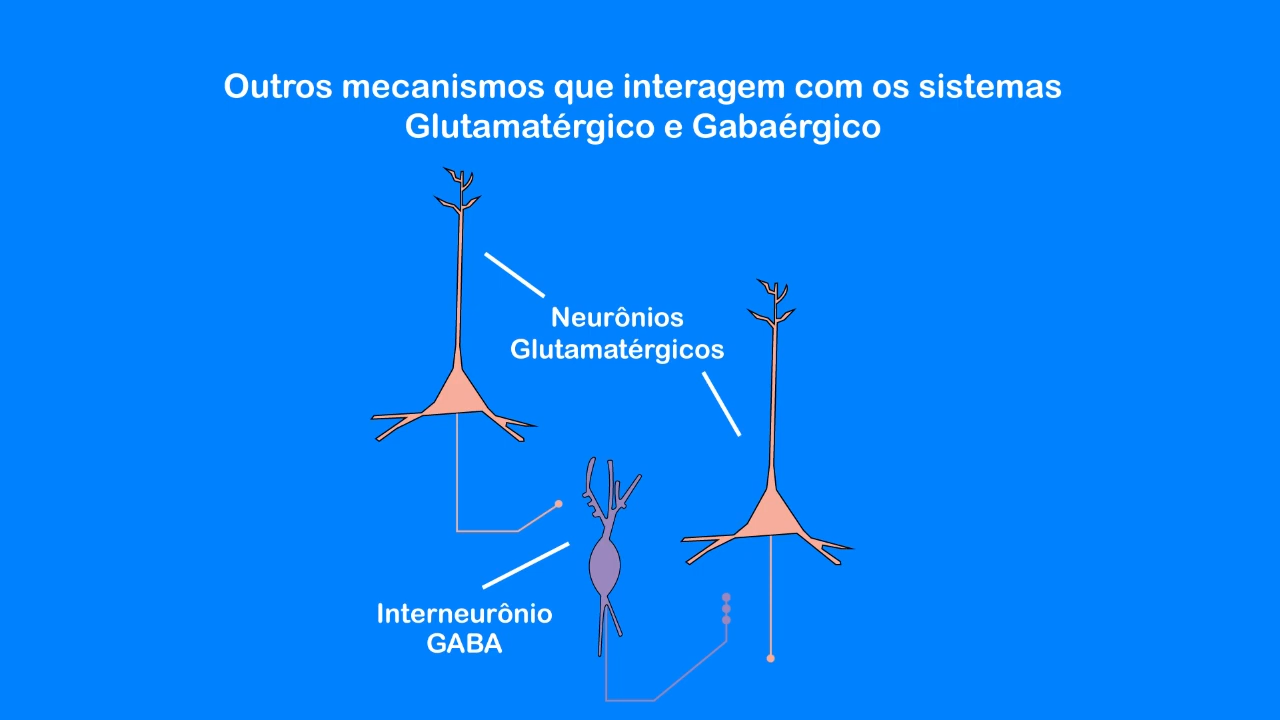 Outros mecanismos que interagem com os sistemas
Glutamatérgico e Gabaérgico
Neurônios
Glutamatérgicos
Interneurônio
GABA